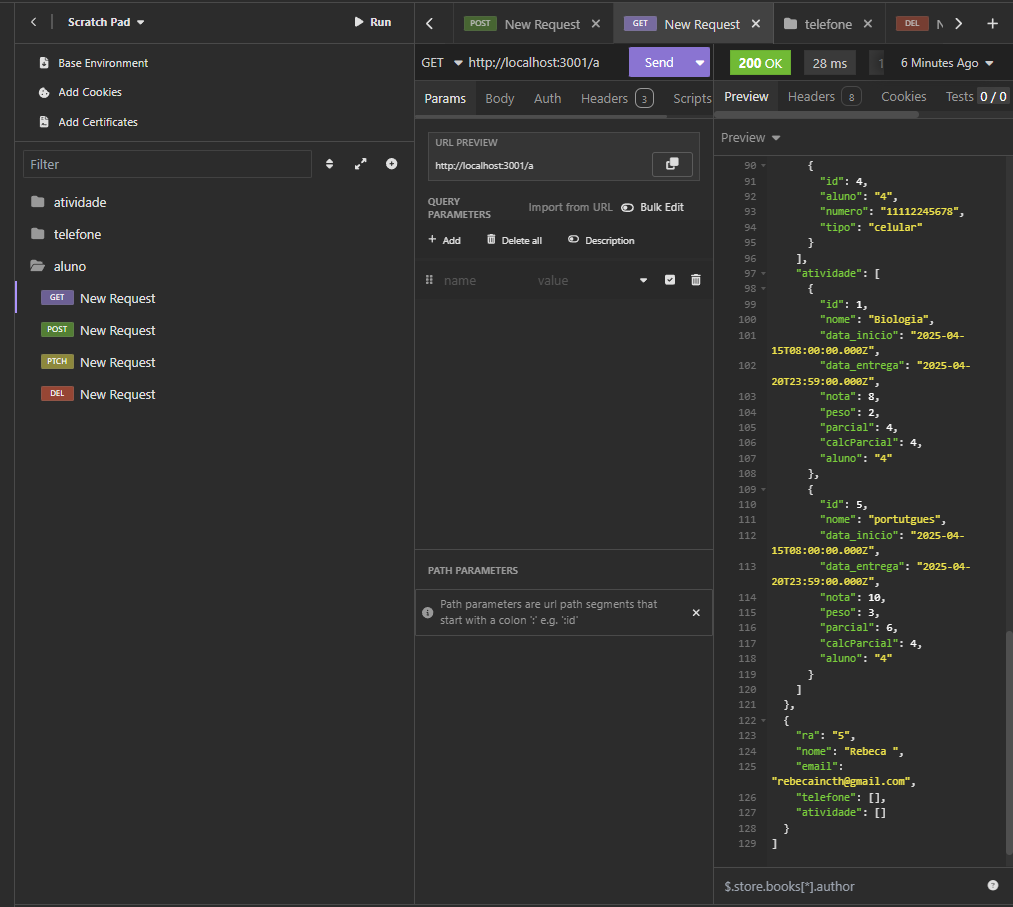 Scratch Pad
Run
Base Environment
Add Cookies
Add Certificates
Filter
atividade
telefone
aluno
GET New Request
POST New Request
PTCH New Request
DEL New Request
POST New Request
GET New Request
telefone
DEL
GET http://localhost:3001/a
Send
Params Body Auth Headers 3 Scripts
URL PREVIEW
http://localhost:3001/a
QUERY
PARAMETERS
Import from URL
Bulk Edit
Add
Delete all
Description
name value
PATH PARAMETERS
Path parameters are url path segments that
start with a colon ':' e.g. ':id'
200 OK
28 ms
1
6 Minutes Ago
Preview Headers 8 Cookies Tests 0 / 0
Preview
90 {
91 "id": 4,
92 "aluno": "4",
93 "numero": "11112245678",
94 "tipo": "celular"
95 }
96 ],
97 "atividade": [
98 {
99 "id": 1,
100 "nome": "Biologia",
101 "data_inicio": "2025-04-
15T08:00:00.000Z",
102 "data_entrega": "2025-04-
20T23:59:00.000Z",
103 "nota": 8,
104 "peso": 2,
105 "parcial": 4,
106 "calcParcial": 4,
107 "aluno": "4"
108 },
109 {
110 "id": 5,
111 "nome": "portutgues",
112 "data_inicio": "2025-04-
15T08:00:00.000Z",
113 "data_entrega": "2025-04-
20T23:59:00.000Z",
114 "nota": 10,
115 "peso": 3,
116 "parcial": 6,
117 "calcParcial": 4,
118 "aluno": "4"
119 }
120 ]
121 },
122 {
123 "ra": "5",
124 "nome": "Rebeca ",
125 "email":
"rebecaincth@gmail.com",
126 "telefone": [],
127 "atividade": []
128 }
129 ]
$.store.books[*].author